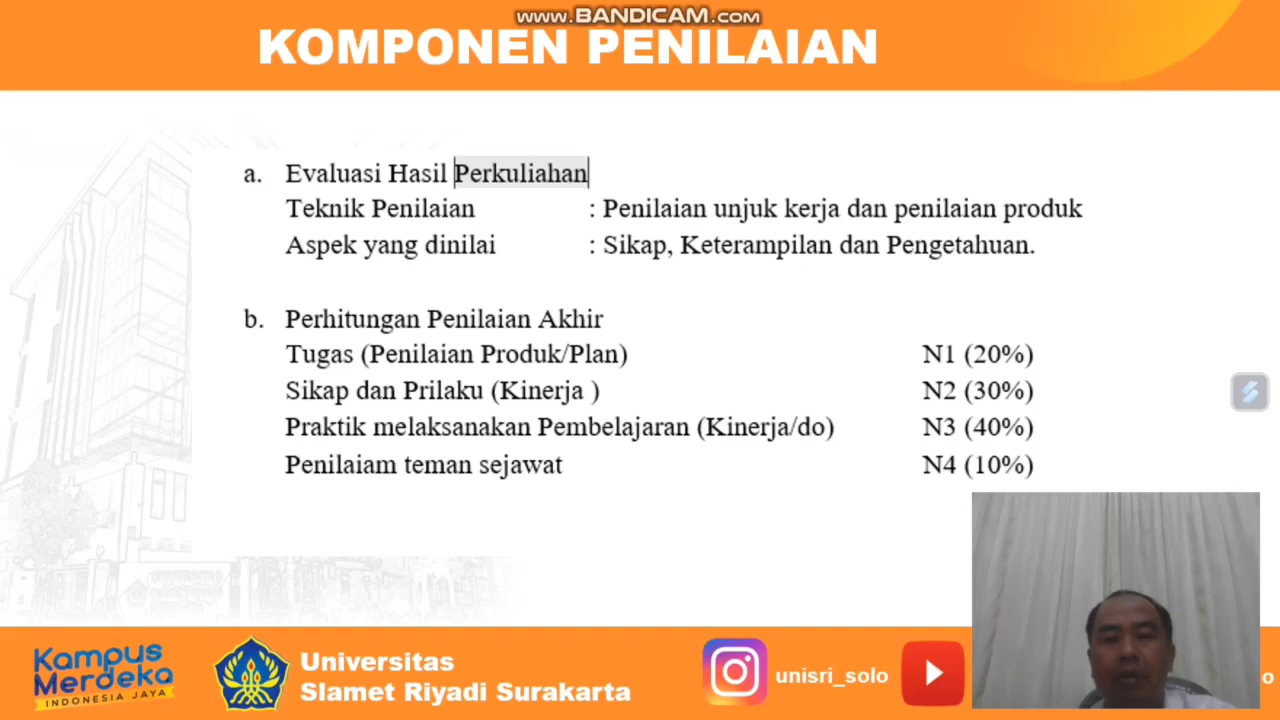 www.BANDICAM.com
KOMPONEN PENILAIAN
a. Evaluasi Hasil Perkuliahan
Teknik Penilaian : Penilaian unjuk kerja dan penilaian produk
Aspek yang dinilai : Sikap, Keterampilan dan Pengetahuan.
b. Perhitungan Penilaian Akhir
Tugas (Penilaian Produk/Plan) N1 (20%)
Sikap dan Prilaku (Kinerja ) N2 (30%)
Praktik melaksanakan Pembelajaran (Kinerja/do) N3 (40%)
Penilaiam teman sejawat N4 (10%)
Kampus
Merdeka
INDONESIA JAYA
Universitas
Slamet Riyadi Surakarta
unisri_solo